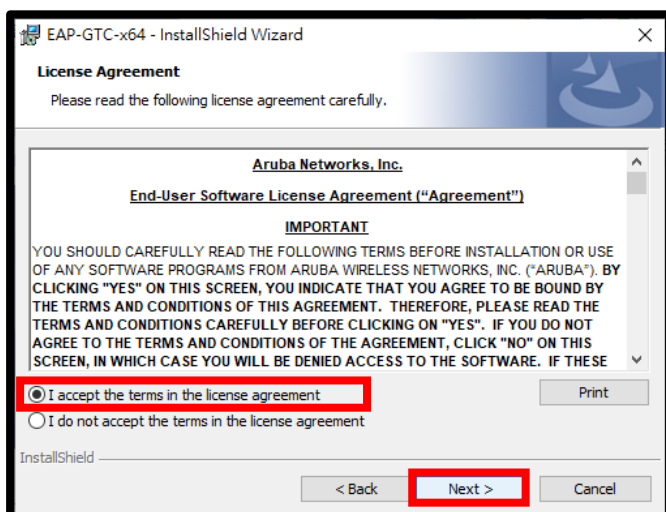 EAP-GTC-x64 - InstallShield Wizard
License Agreement
Please read the following license agreement carefully.
Aruba Networks, Inc.
End-User Software License Agreement (“Agreement”)
IMPORTANT
YOU SHOULD CAREFULLY READ THE FOLLOWING TERMS BEFORE INSTALLATION OR USE
OF ANY SOFTWARE PROGRAMS FROM ARUBA WIRELESS NETWORKS, INC. ("ARUBA"). BY
CLICKING "YES" ON THIS SCREEN, YOU INDICATE THAT YOU AGREE TO BE BOUND BY
THE TERMS AND CONDITIONS OF THIS AGREEMENT. THEREFORE, PLEASE READ THE
TERMS AND CONDITIONS CAREFULLY BEFORE CLICKING ON "YES". IF YOU DO NOT
AGREE TO THE TERMS AND CONDITIONS OF THE AGREEMENT, CLICK "NO" ON THIS
SCREEN, IN WHICH CASE YOU WILL BE DENIED ACCESS TO THE SOFTWARE. IF THESE
I accept the terms in the license agreement
Print
I do not accept the terms in the license agreement
InstallShield
< Back
Next >
Cancel